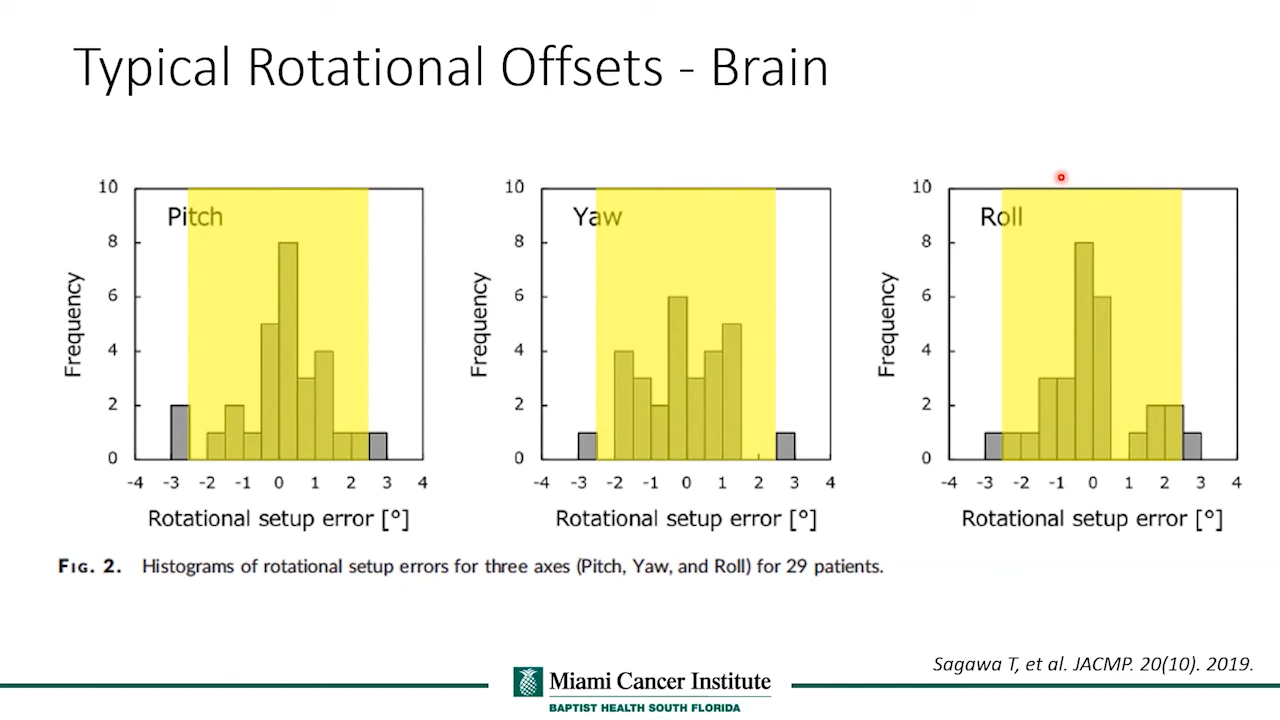 Typical Rotational Offsets - Brain
10
8
6
4
2
0
Frequency
Pitch
-4 -3 -2 -1 0 1 2 3 4
Rotational setup error [°]
10
8
6
4
2
0
Frequency
Yaw
-4 -3 -2 -1 0 1 2 3 4
Rotational setup error [°]
10
8
6
4
2
0
Frequency
Roll
-4 -3 -2 -1 0 1 2 3 4
Rotational setup error [°]
FIG. 2. Histograms of rotational setup errors for three axes (Pitch, Yaw, and Roll) for 29 patients.
Sagawa T, et al. JACMP. 20(10). 2019.
Miami Cancer Institute
BAPTIST HEALTH SOUTH FLORIDA